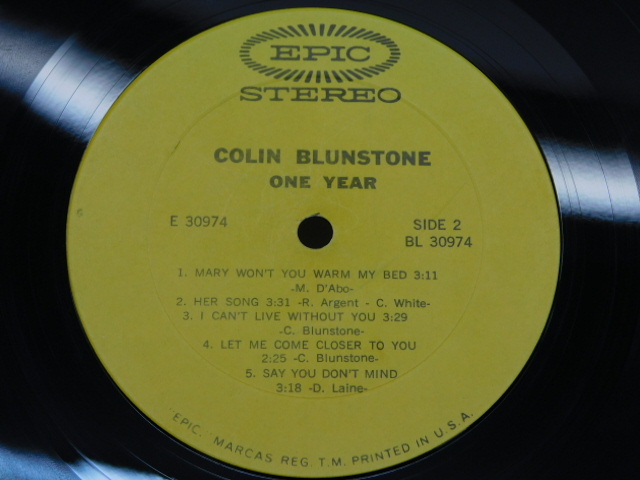 EPIC
STEREO
COLIN BLUNSTONE
ONE YEAR
E 30974
SIDE 2
BL 30974
1. MARY WON'T YOU WARM MY BED 3:11
-M. D'Abo-
2. HER SONG 3:31 -R. Argent - C. White-
3. I CAN'T LIVE WITHOUT YOU 3:29
-C. Blunstone-
4. LET ME COME CLOSER TO YOU
2:25 -C. Blunstone-
5. SAY YOU DON'T MIND
3:18 -D. Laine-
EPIC. MARCAS REG. T.M. PRINTED IN U.S.A.